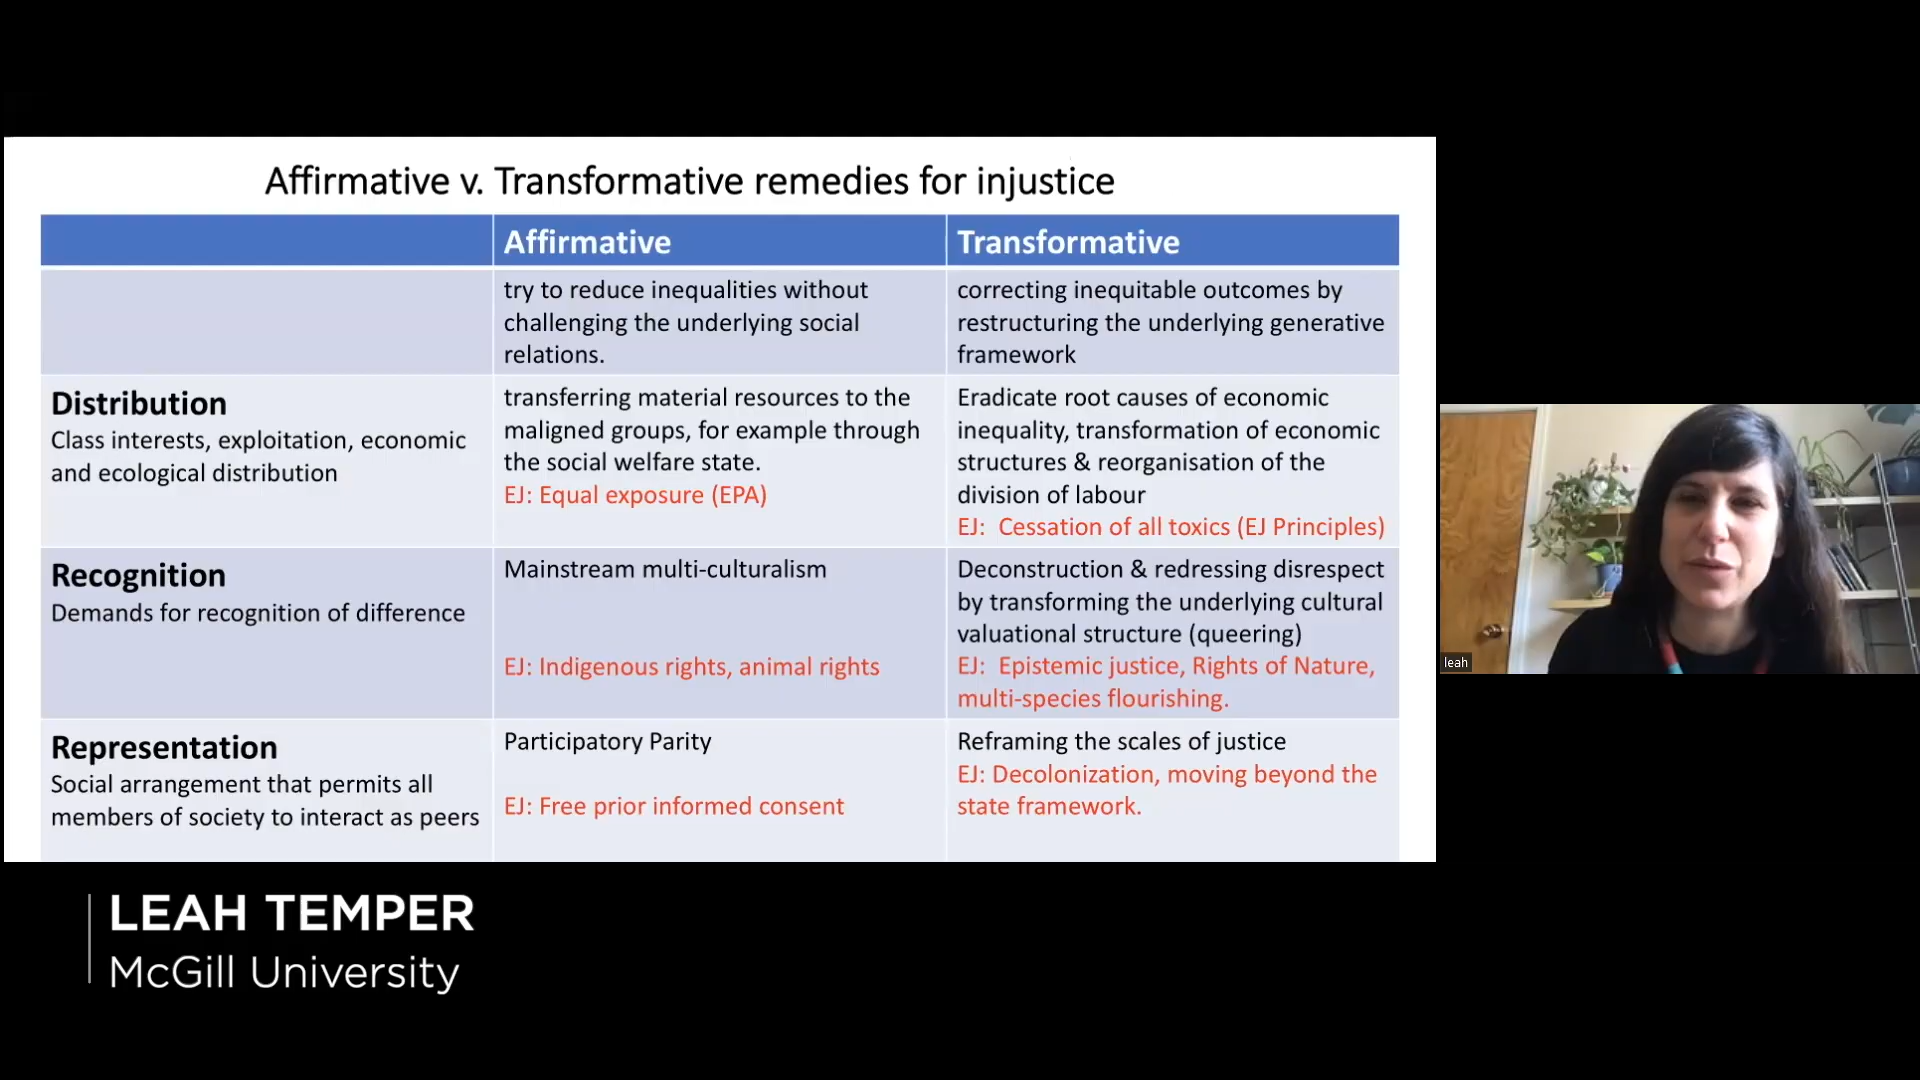 Affirmative v. Transformative remedies for injustice
Affirmative
Transformative
try to reduce inequalities without
challenging the underlying social
relations.
correcting inequitable outcomes by
restructuring the underlying generative
framework
Distribution
Class interests, exploitation, economic
and ecological distribution
transferring material resources to the
maligned groups, for example through
the social welfare state.
EJ: Equal exposure (EPA)
Eradicate root causes of economic
inequality, transformation of economic
structures & reorganisation of the
division of labour
EJ: Cessation of all toxics (EJ Principles)
Recognition
Demands for recognition of difference
Mainstream multi-culturalism
EJ: Indigenous rights, animal rights
Deconstruction & redressing disrespect
by transforming the underlying cultural
valuational structure (queering)
EJ: Epistemic justice, Rights of Nature,
multi-species flourishing.
Representation
Social arrangement that permits all
members of society to interact as peers
Participatory Parity
EJ: Free prior informed consent
Reframing the scales of justice
EJ: Decolonization, moving beyond the
state framework.
leah
LEAH TEMPER
McGill University